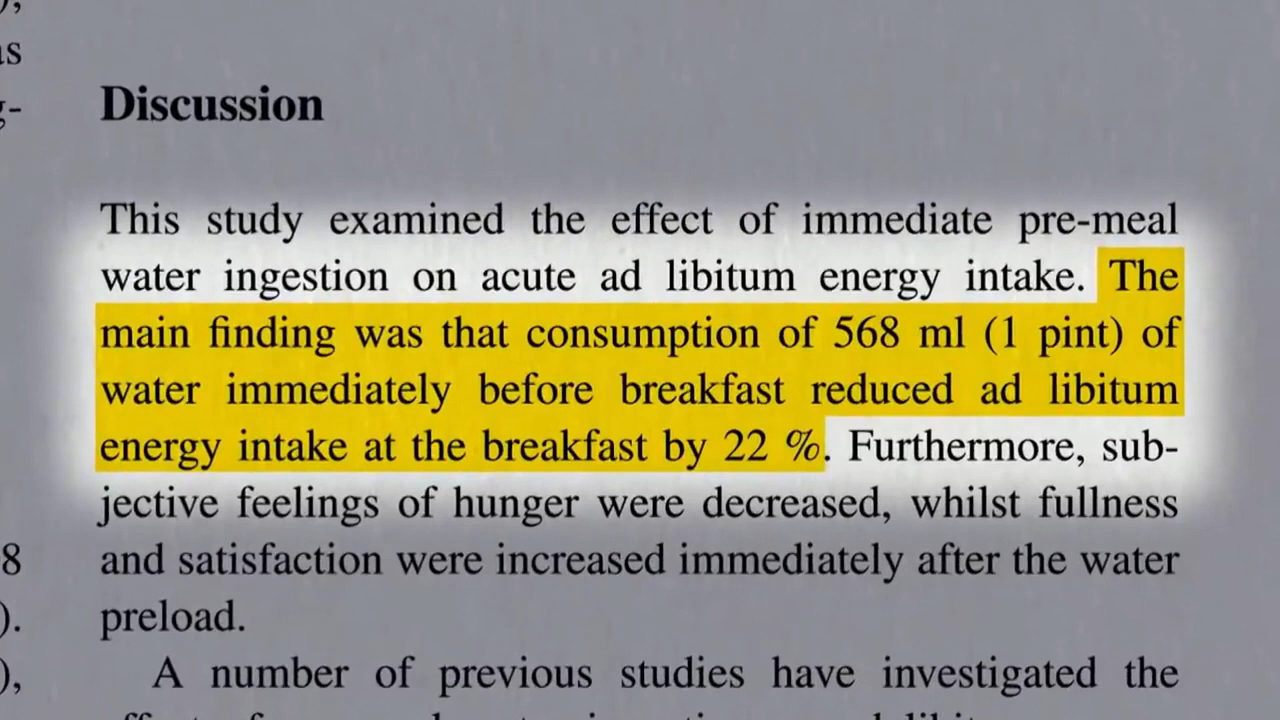 ),
as
g-
Discussion
This study examined the effect of immediate pre-meal
water ingestion on acute ad libitum energy intake. The
main finding was that consumption of 568 ml (1 pint) of
water immediately before breakfast reduced ad libitum
energy intake at the breakfast by 22 %. Furthermore, sub-
jective feelings of hunger were decreased, whilst fullness
8
and satisfaction were increased immediately after the water
).
preload.
),
A number of previous studies have investigated the